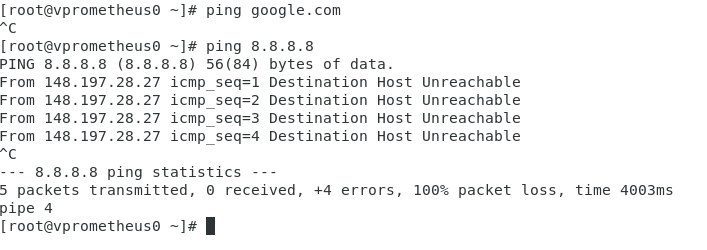 [root@vprometheus0 ~]# ping google.com
^C
[root@vprometheus0 ~]# ping 8.8.8.8
PING 8.8.8.8 (8.8.8.8) 56(84) bytes of data.
From 148.197.28.27 icmp_seq=1 Destination Host Unreachable
From 148.197.28.27 icmp_seq=2 Destination Host Unreachable
From 148.197.28.27 icmp_seq=3 Destination Host Unreachable
From 148.197.28.27 icmp_seq=4 Destination Host Unreachable
^C
--- 8.8.8.8 ping statistics ---
5 packets transmitted, 0 received, +4 errors, 100% packet loss, time 4003ms
pipe 4
[root@vprometheus0 ~]#